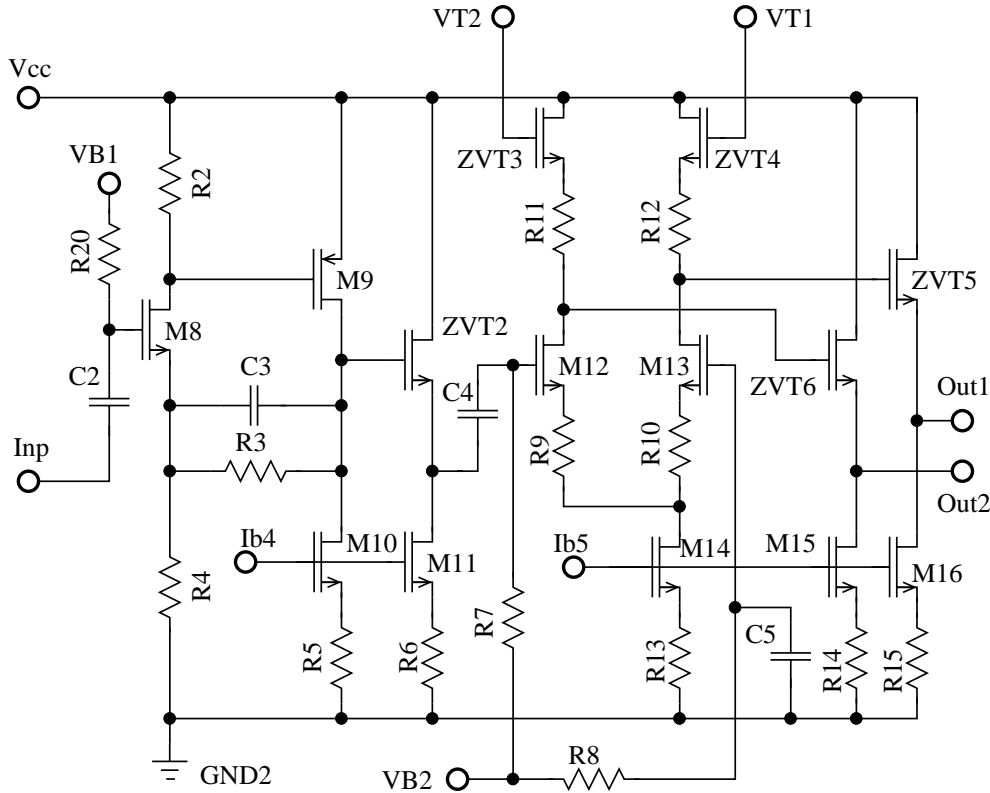 VT2
VT1
Vcc
VB1
ZVT3
ZVT4
R2
R11
R12
R20
M9
ZVT5
M8
ZVT2
C3
M12
M13
C2
C4
ZVT6
Out1
Inp
R3
R9
R10
Out2
Ib4
M10
Ib5
M14
M15
M11
M16
R4
R7
C5
R5
R6
R13
R14
R15
GND2
VB2
R8